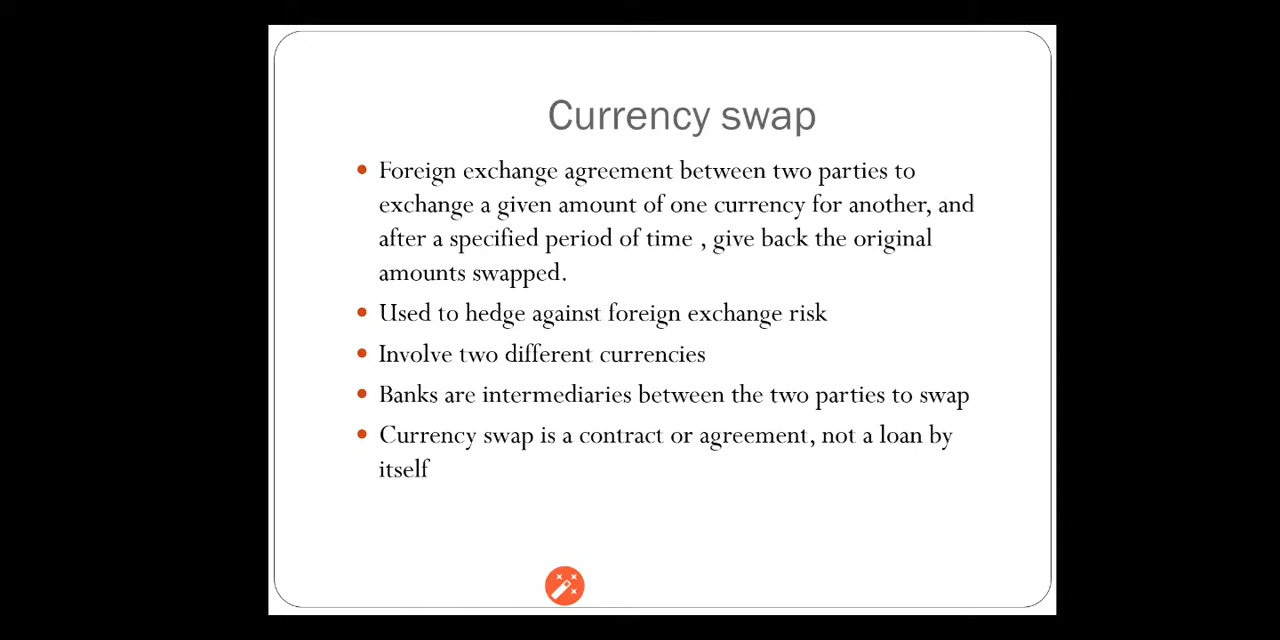 Currency swap
• Foreign exchange agreement between two parties to
exchange a given amount of one currency for another, and
after a specified period of time , give back the original
amounts swapped.
• Used to hedge against foreign exchange risk
• Involve two different currencies
• Banks are intermediaries between the two parties to swap
• Currency swap is a contract or agreement, not a loan by
itself